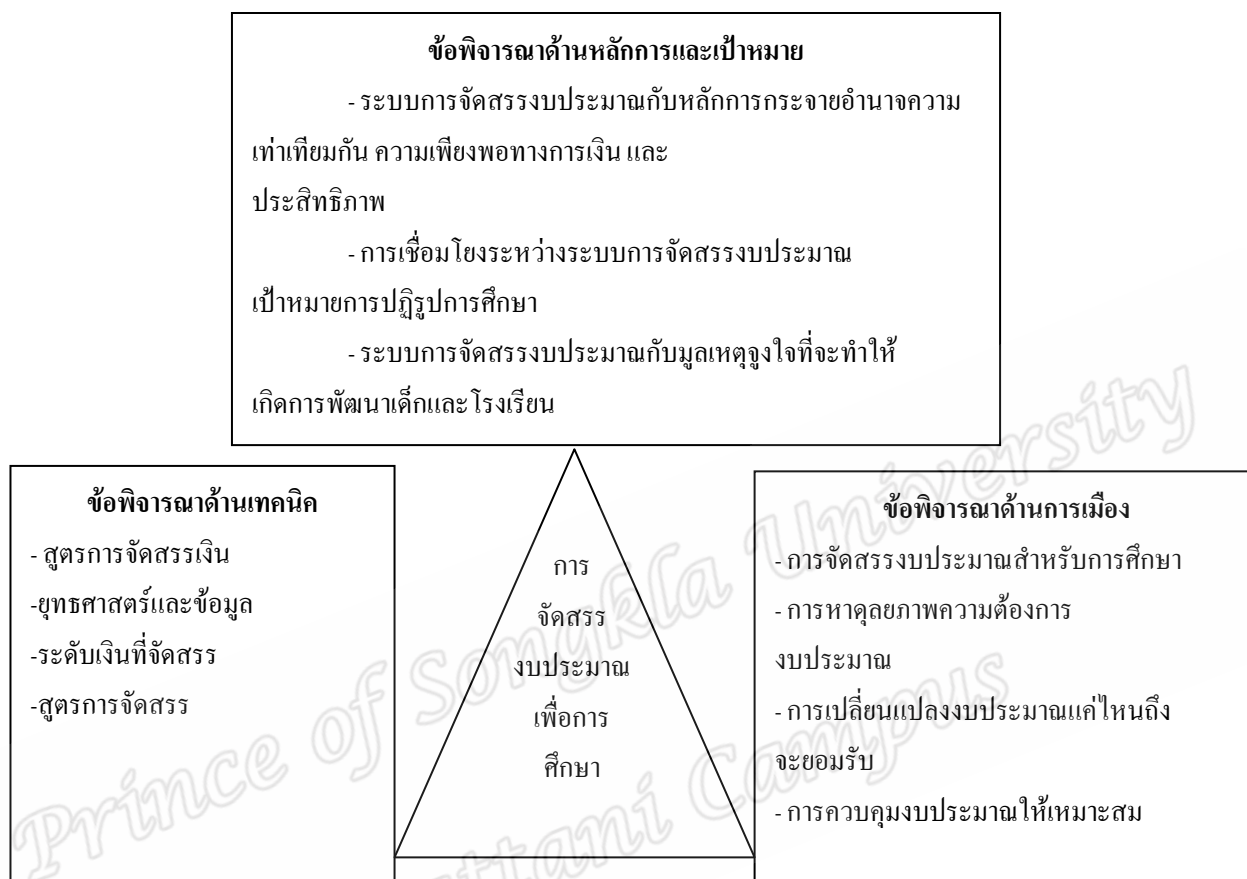 ข้อพิจารณาด้านหลักการและเป้าหมาย
- ระบบการจัดสรรงบประมาณกับหลักการกระจายอำนาจความ
เท่าเทียมกัน ความเพียงพอทางการเงิน และ
ประสิทธิภาพ
- การเชื่อมโยงระหว่างระบบการจัดสรรงบประมาณ
เป้าหมายการปฏิรูปการศึกษา
- ระบบการจัดสรรงบประมาณกับมูลเหตุจูงใจที่จะทำให้
เกิดการพัฒนาเด็กและโรงเรียน
ข้อพิจารณาด้านเทคนิค
- สูตรการจัดสรรเงิน
-ยุทธศาสตร์และข้อมูล
-ระดับเงินที่จัดสรร
-สูตรการจัดสรร
การ
จัดสรร
งบประมาณ
เพื่อการ
ศึกษา
ข้อพิจารณาด้านการเมือง
- การจัดสรรงบประมาณสำหรับการศึกษา
- การหาดุลยภาพความต้องการ
งบประมาณ
- การเปลี่ยนแปลงงบประมาณแค่ไหนถึง
จะยอมรับ
- การควบคุมงบประมาณให้เหมาะสม
Prince of Songkla University
Pattani Campus